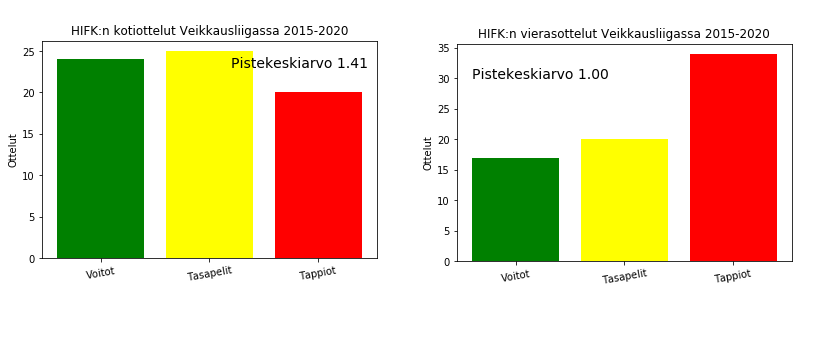 HIFK:n kotiottelut Veikkausliigassa 2015-2020
Pistekeskiarvo 1.41
Ottelut
25
20
15
10
5
0
Voitot
Tasapelit
Tappiot
HIFK:n vierasottelut Veikkausliigassa 2015-2020
Pistekeskiarvo 1.00
Ottelut
35
30
25
20
15
10
5
0
Voitot
Tasapelit
Tappiot